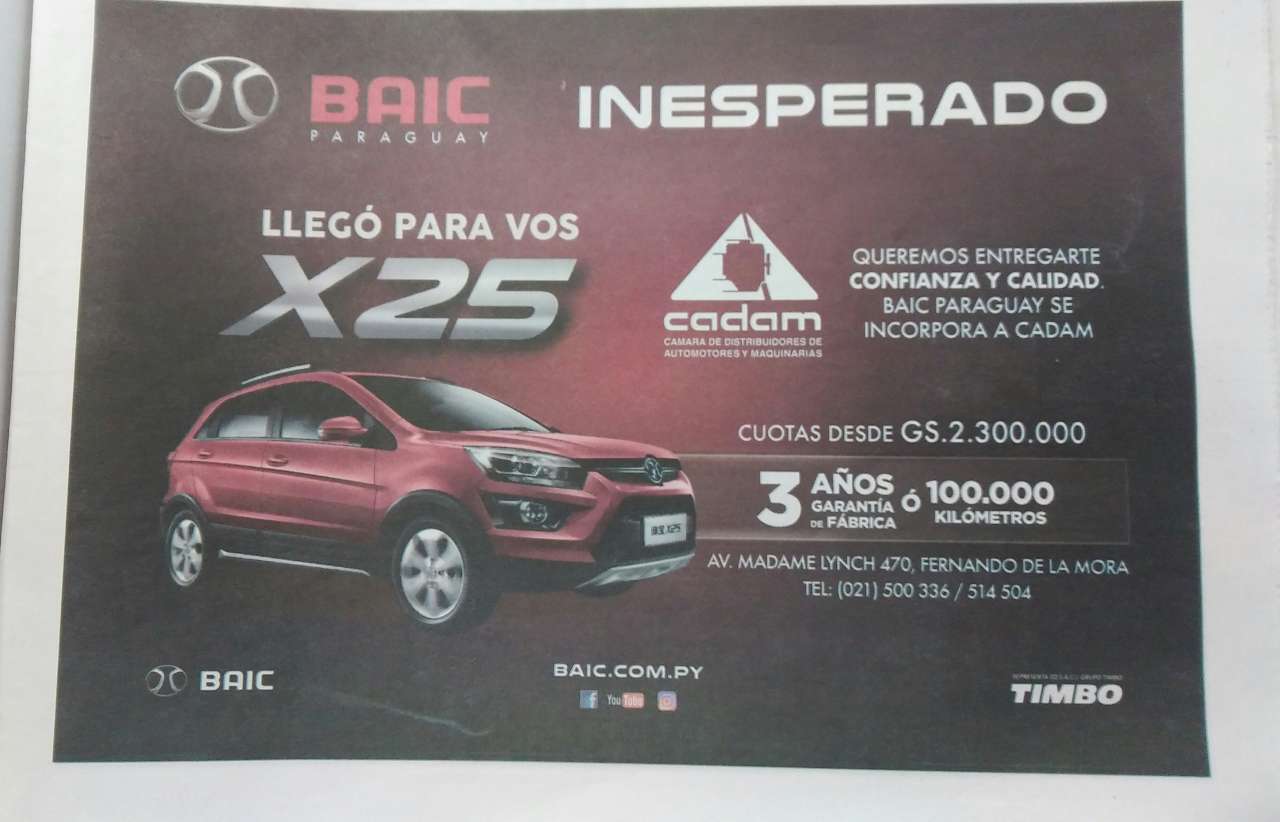 BAIC
PARAGUAY
INESPERADO
LLEGÓ PARA VOS
X25
cadam
CAMARA DE DISTRIBUIDORES DE
AUTOMOTORES Y MAQUINARIAS
QUEREMOS ENTREGARTE
CONFIANZA Y CALIDAD.
BAIC PARAGUAY SE
INCORPORA A CADAM
CUOTAS DESDE GS.2.300.000
3 AÑOS
GARANTÍA
DE FÁBRICA
ó 100.000
KILÓMETROS
X25
AV. MADAME LYNCH 470, FERNANDO DE LA MORA
TEL: (021) 500 336 / 514 504
BAIC
BAIC.COM.PY
f YouTube
GRUPO TIMBO
TIMBO